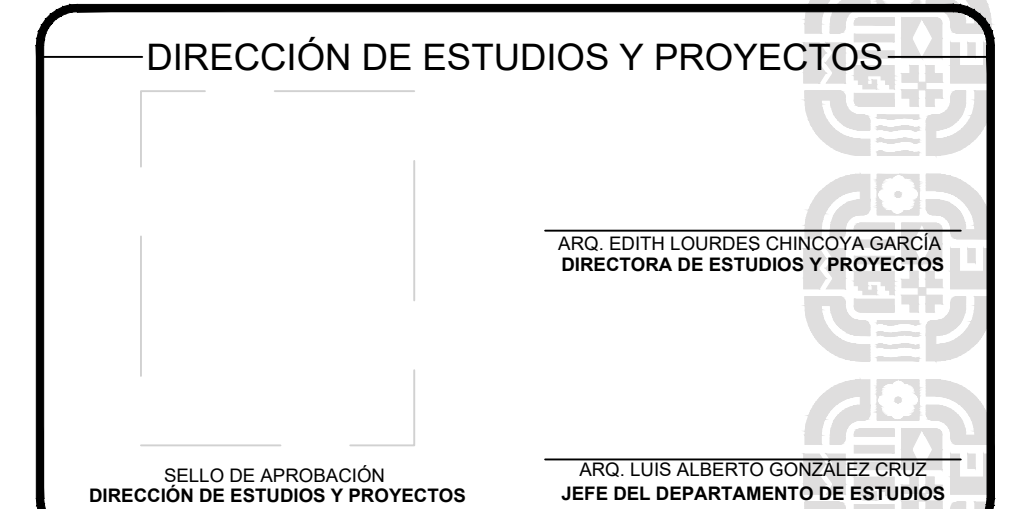 DIRECCIÓN DE ESTUDIOS Y PROYECTOS
ARQ. EDITH LOURDES CHINCOYA GARCÍA
DIRECTORA DE ESTUDIOS Y PROYECTOS
SELLO DE APROBACIÓN
DIRECCIÓN DE ESTUDIOS Y PROYECTOS
ARQ. LUIS ALBERTO GONZÁLEZ CRUZ
JEFE DEL DEPARTAMENTO DE ESTUDIOS